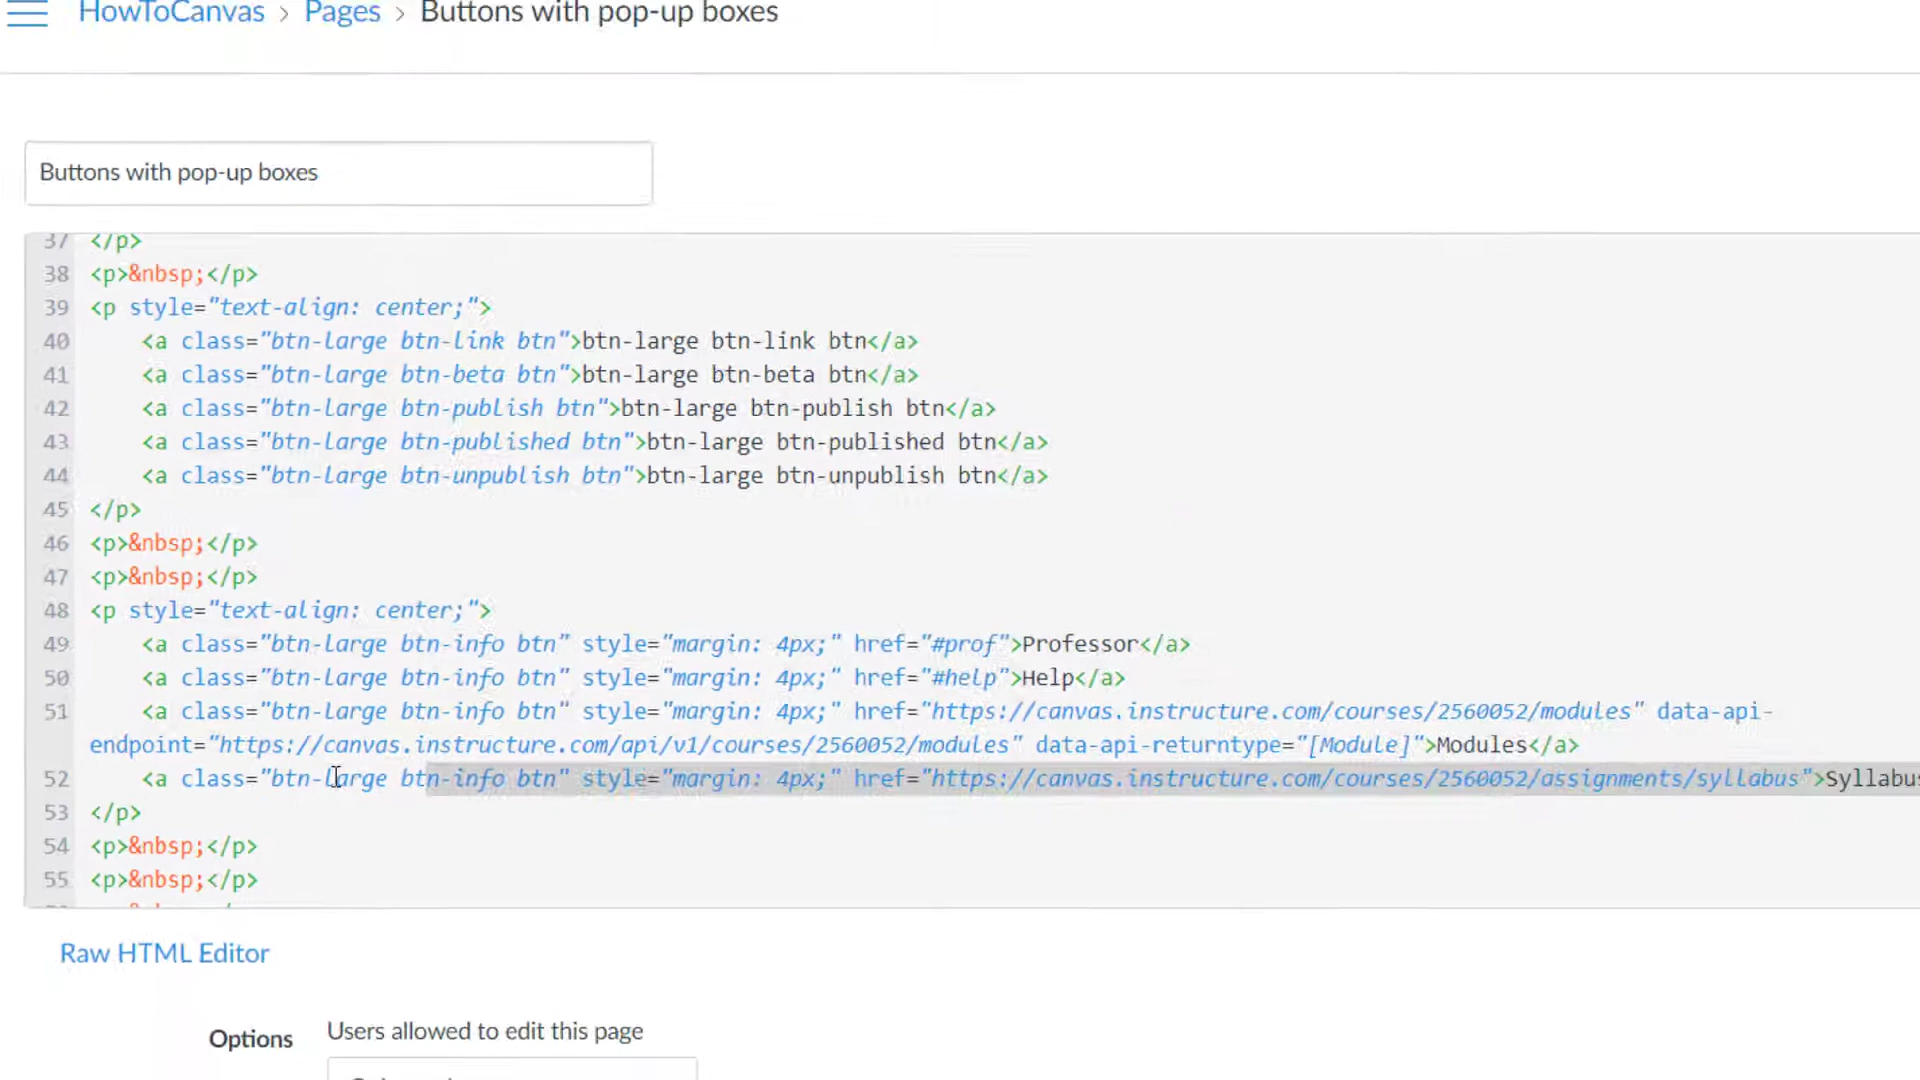 HowToCanvas › Pages › Buttons with pop-up boxes
Buttons with pop-up boxes
37 </p>
38 <p>&nbsp;</p>
39 <p style="text-align: center;">
40 <a class="btn-large btn-link btn">btn-large btn-link btn</a>
41 <a class="btn-large btn-beta btn">btn-large btn-beta btn</a>
42 <a class="btn-large btn-publish btn">btn-large btn-publish btn</a>
43 <a class="btn-large btn-published btn">btn-large btn-published btn</a>
44 <a class="btn-large btn-unpublish btn">btn-large btn-unpublish btn</a>
45 </p>
46 <p>&nbsp;</p>
47 <p>&nbsp;</p>
48 <p style="text-align: center;">
49 <a class="btn-large btn-info btn" style="margin: 4px;" href="#prof">Professor</a>
50 <a class="btn-large btn-info btn" style="margin: 4px;" href="#help">Help</a>
51 <a class="btn-large btn-info btn" style="margin: 4px;" href="https://canvas.instructure.com/courses/2560052/modules" data-api-
endpoint="https://canvas.instructure.com/api/v1/courses/2560052/modules" data-api-returntype="[Module]">Modules</a>
52 <a class="btn-large btn-info btn" style="margin: 4px;" href="https://canvas.instructure.com/courses/2560052/assignments/syllabus">Syllabus
53 </p>
54 <p>&nbsp;</p>
55 <p>&nbsp;</p>
Raw HTML Editor
Options
Users allowed to edit this page